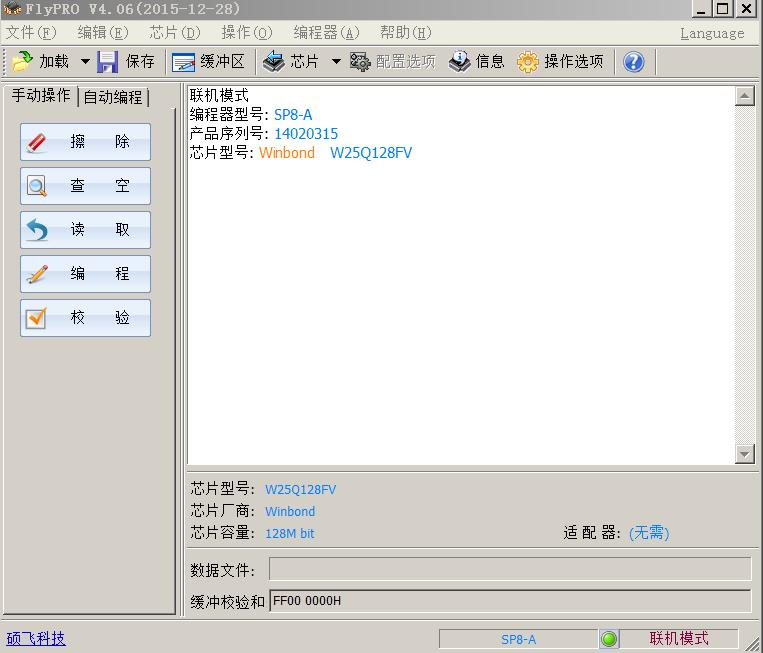 FlyPRO V4.06(2015-12-28)
文件(F) 编辑(E) 芯片(D) 操作(O) 编程器(A) 帮助(H) Language
加载 保存 缓冲区 芯片 配置选项 信息 操作选项
手动操作 自动编程
擦 除
查 空
读 取
编 程
校 验
联机模式
编程器型号: SP8-A
产品序列号: 14020315
芯片型号: Winbond W25Q128FV
芯片型号: W25Q128FV
芯片厂商: Winbond
芯片容量: 128M bit 适 配 器: (无需)
数据文件:
缓冲校验和 FF00 0000H
硕飞科技 SP8-A 联机模式